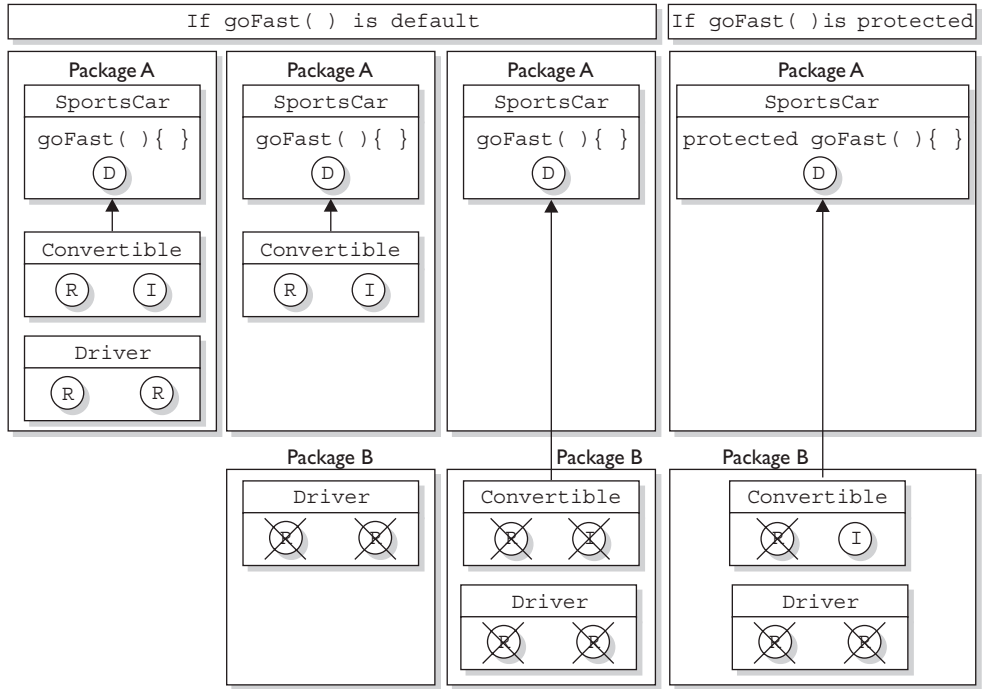 If goFast( ) is default
If goFast( )is protected
Package A
SportsCar
goFast( ){ }
D
Convertible
R I
Driver
R R
Package A
SportsCar
goFast( ){ }
D
Convertible
R I
Package B
Driver
R R
Package A
SportsCar
goFast( ){ }
D
Package B
Convertible
R I
Driver
R R
Package A
SportsCar
protected goFast( ){ }
D
Package B
Convertible
R I
Driver
R R